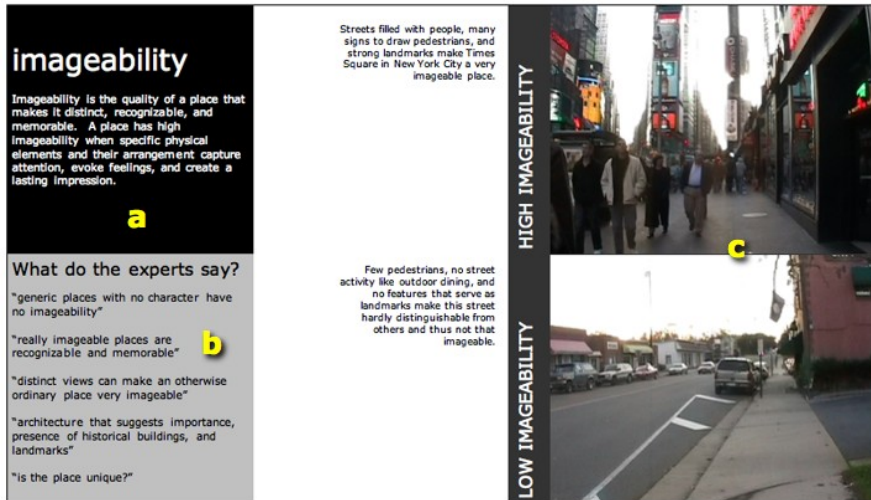 imageability
Imageability is the quality of a place that
makes it distinct, recognizable, and
memorable. A place has high
imageability when specific physical
elements and their arrangement capture
attention, evoke feelings, and create a
lasting impression.
a
What do the experts say?
“generic places with no character have
no imageability”
“really imageable places are
recognizable and memorable”
b
“distinct views can make an otherwise
ordinary place very imageable”
“architecture that suggests importance,
presence of historical buildings, and
landmarks”
“is the place unique?”
Streets filled with people, many
signs to draw pedestrians, and
strong landmarks make Times
Square in New York City a very
imageable place.
Few pedestrians, no street
activity like outdoor dining, and
no features that serve as
landmarks make this street
hardly distinguishable from
others and thus not that
imageable.
HIGH IMAGEABILITY
LOW IMAGEABILITY
c